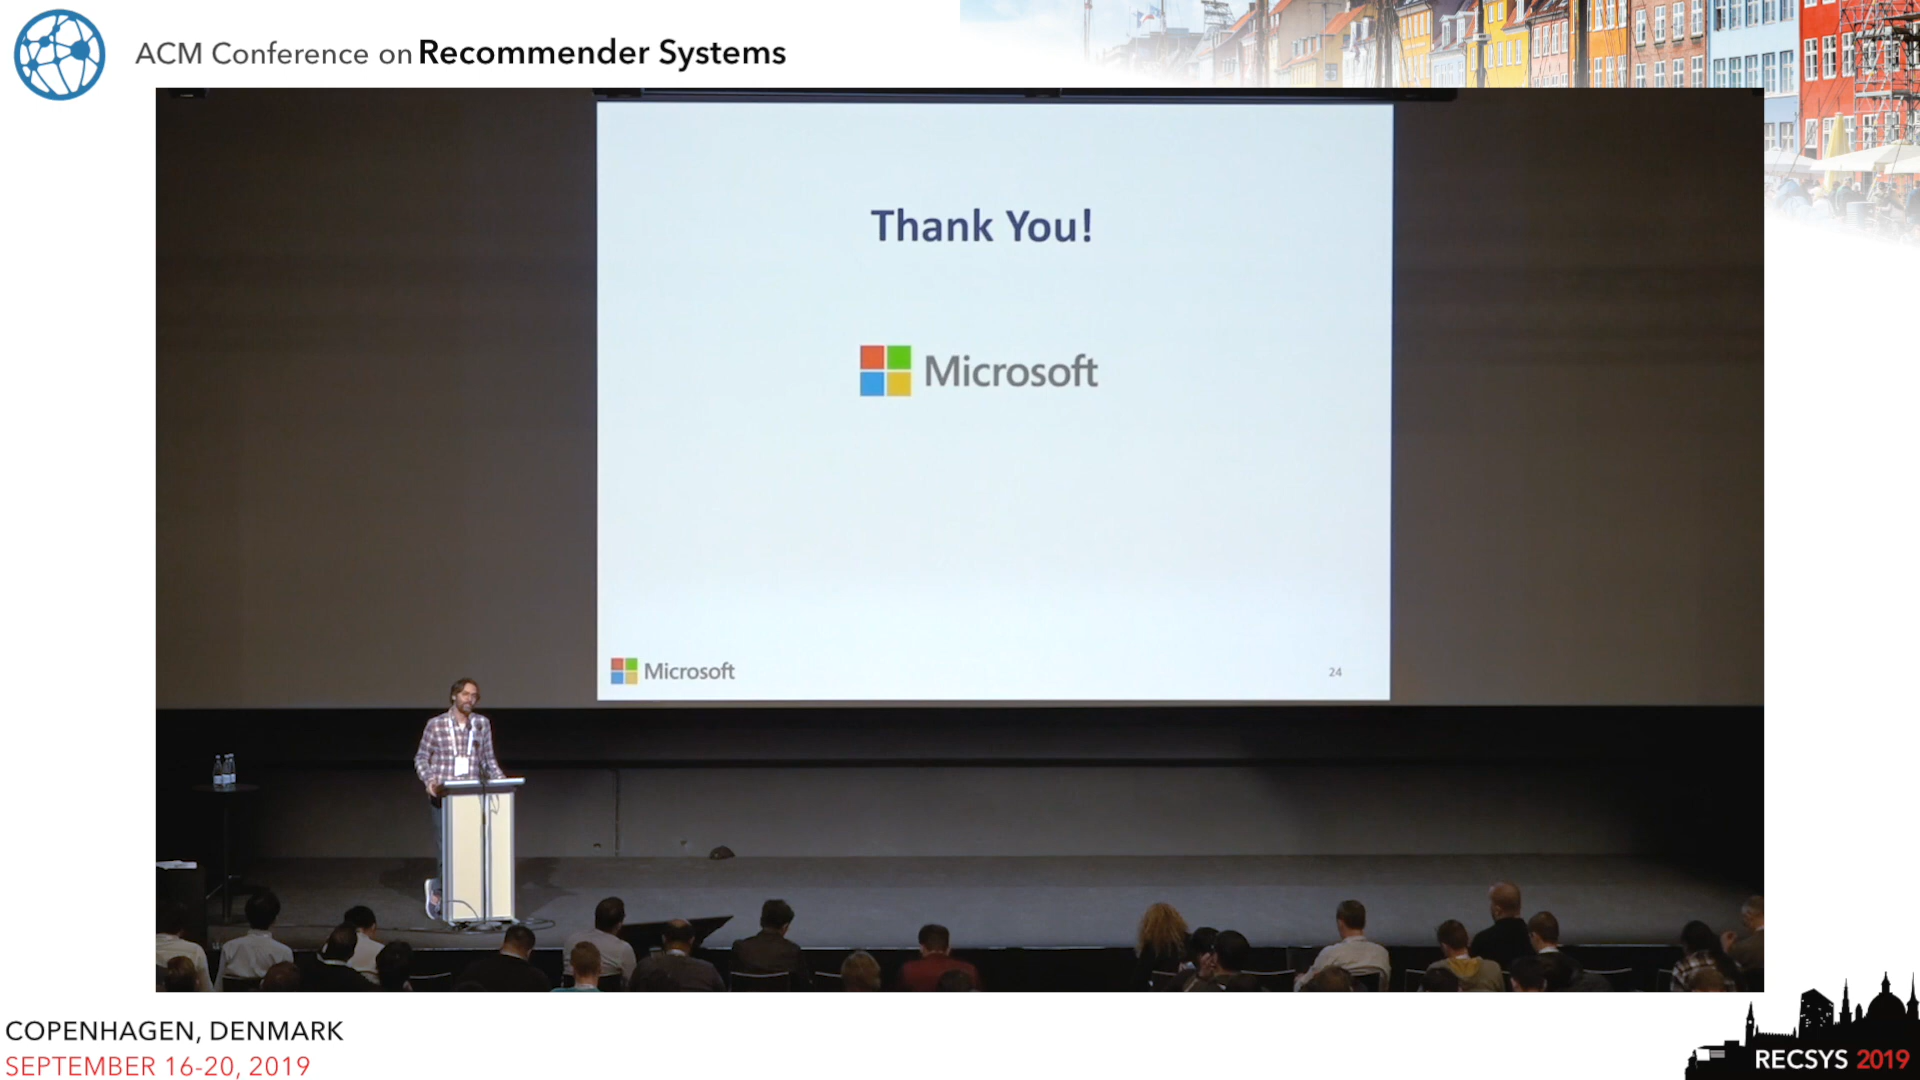 ACM Conference on Recommender Systems
Thank You!
Microsoft
Microsoft
24
COPENHAGEN, DENMARK
SEPTEMBER 16-20, 2019
RECSYS 2019